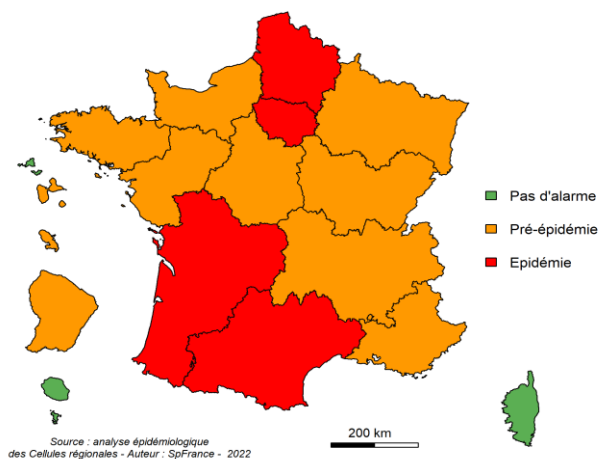 Pas d'alarme
Pré-épidémie
Epidémie
200 km
Source : analyse épidémiologique
des Cellules régionales - Auteur : SpFrance - 2022